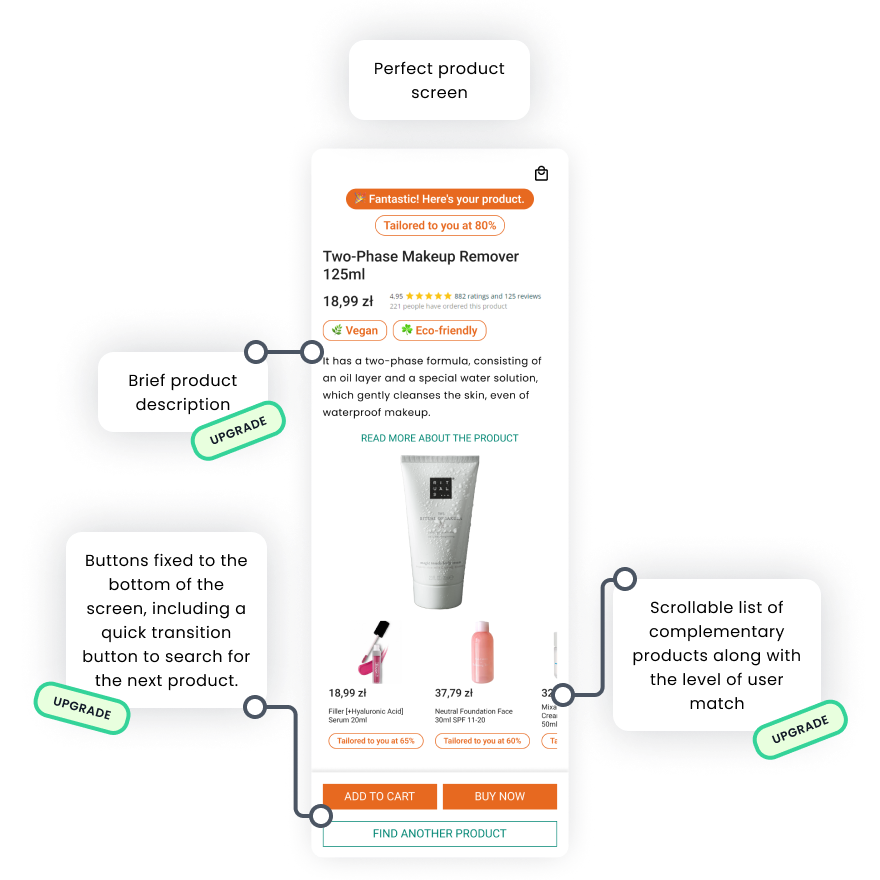 Perfect product
screen
Fantastic! Here's your product.
Tailored to you at 80%
Two-Phase Makeup Remover
125ml
18,99 zł
4,95 882 ratings and 125 reviews
221 people have ordered this product
Vegan
Eco-friendly
It has a two-phase formula, consisting of
an oil layer and a special water solution,
which gently cleanses the skin, even of
waterproof makeup.
READ MORE ABOUT THE PRODUCT
Brief product
description
UPGRADE
RIT
UAL
S
Buttons fixed to the
bottom of the
screen, including a
quick transition
button to search for
the next product.
UPGRADE
Scrollable list of
complementary
products along with
the level of user
match
UPGRADE
18,99 zł
Filler [+Hyaluronic Acid]
Serum 20ml
Tailored to you at 65%
37,79 zł
Neutral Foundation Face
30ml SPF 11-20
Tailored to you at 60%
32
Mixa
Crea
50ml
Ta
ADD TO CART
BUY NOW
FIND ANOTHER PRODUCT